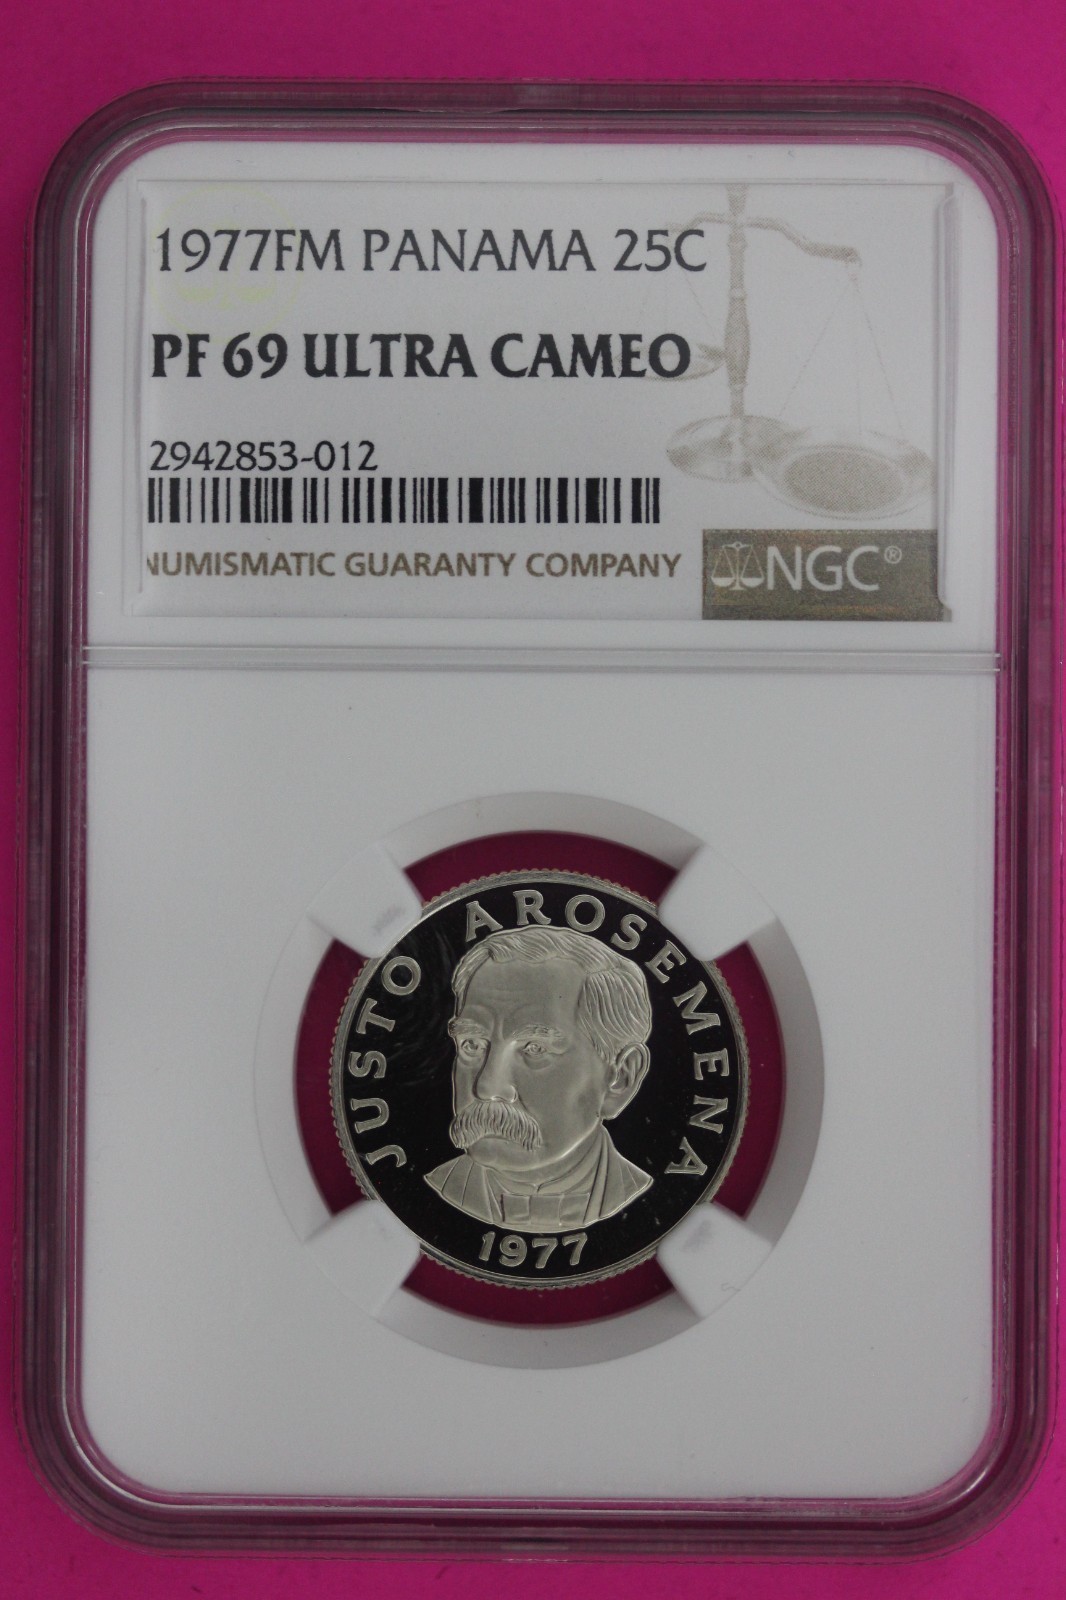 1977FM PANAMA 25C
PF 69 ULTRA CAMEO
2942853-012
NUMISMATIC GUARANTY COMPANY
NGC®
JUSTO AROSEMENA
1977